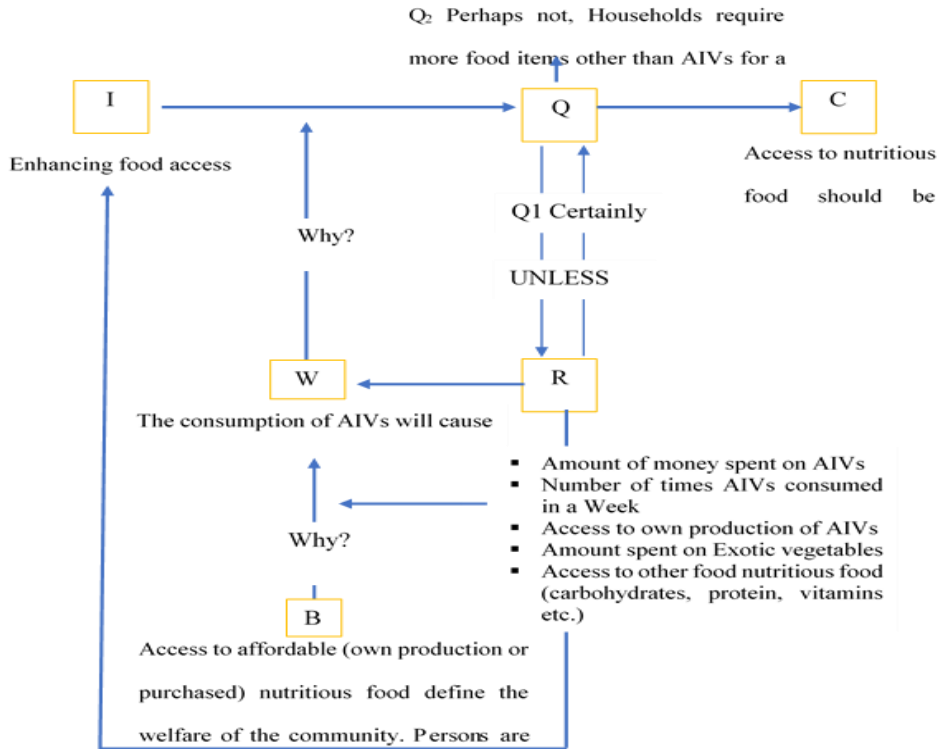 Q₂ Perhaps not, Households require
more food items other than AIVs for a
I
Q
C
Enhancing food access
Access to nutritious
food should be
Q1 Certainly
Why?
UNLESS
W
R
The consumption of AIVs will cause
▪ Amount of money spent on AIVs
▪ Number of times AIVs consumed
in a Week
▪ Access to own production of AIVs
▪ Amount spent on Exotic vegetables
▪ Access to other food nutritious food
(carbohydrates, protein, vitamins
etc.)
Why?
B
Access to affordable (own production or
purchased) nutritious food define the
welfare of the community. Persons are